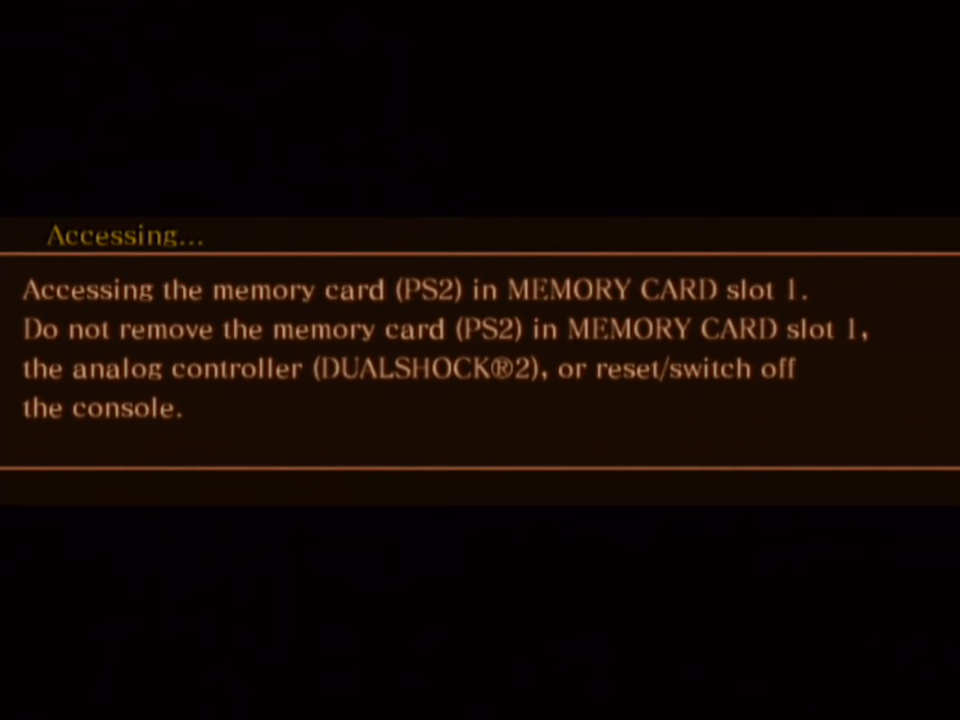 Accessing...
Accessing the memory card (PS2) in MEMORY CARD slot 1.
Do not remove the memory card (PS2) in MEMORY CARD slot 1,
the analog controller (DUALSHOCK®2), or reset/switch off
the console.